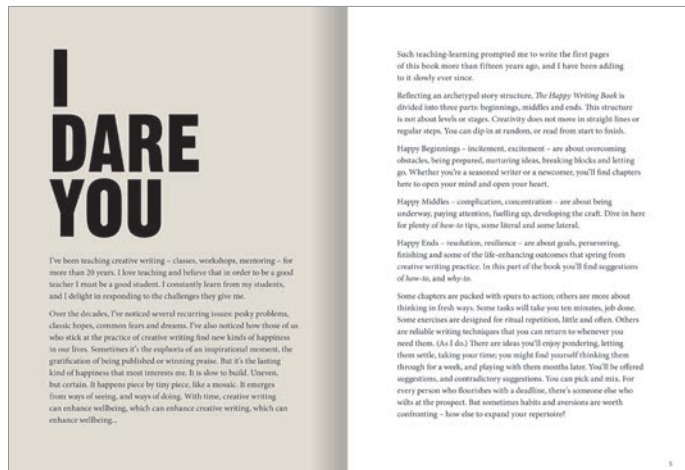 I
DARE
YOU
I've been teaching creative writing – classes, workshops, mentoring – for
more than 20 years. I love teaching and believe that in order to be a good
teacher I must be a good student. I constantly learn from my students,
and I delight in responding to the challenges they give me.
Over the decades, I've noticed several recurring issues: pesky problems,
classic hopes, common fears and dreams. I've also noticed how those of us
who stick at the practice of creative writing find new kinds of happiness
in our lives. Sometimes it's the euphoria of an inspirational moment, the
gratification of being published or winning praise. But it's the lasting
kind of happiness that most interests me. It is slow to build. Uneven,
but certain. It happens piece by tiny piece, like a mosaic. It emerges
from ways of seeing, and ways of doing. With time, creative writing
can enhance wellbeing, which can enhance creative writing, which can
enhance wellbeing...
Such teaching-learning prompted me to write the first pages
of this book more than fifteen years ago, and I have been adding
to it slowly ever since.
Reflecting an archetypal story structure, The Happy Writing Book is
divided into three parts: beginnings, middles and ends. This structure
is not about levels or stages. Creativity does not move in straight lines or
regular steps. You can dip in at random, or read from start to finish.
Happy Beginnings – incitement, excitement – are about overcoming
obstacles, being prepared, nurturing ideas, breaking blocks and letting
go. Whether you're a seasoned writer or a newcomer, you'll find chapters
here to open your mind and open your heart.
Happy Middles – complication, concentration – are about being
underway, paying attention, fuelling up, developing the craft. Dive in here
for plenty of how-to tips, some literal and some lateral.
Happy Ends – resolution, resilience – are about goals, persevering,
finishing and some of the life-enhancing outcomes that spring from
creative writing practice. In this part of the book you'll find suggestions
of how-to, and why-to.
Some chapters are packed with spurs to action; others are more about
thinking in fresh ways. Some tasks will take you ten minutes, job done.
Some exercises are designed for ritual repetition, little and often. Others
are reliable writing techniques that you can return to whenever you
need them. (As I do.) There are ideas you'll enjoy pondering, letting
them settle, taking your time; you might find yourself thinking them
through for a week, and playing with them months later. You'll be offered
suggestions, and contradictory suggestions. You can pick and mix. For
every person who flourishes with a deadline, there's someone else who
wilts at the prospect. But sometimes habits and aversions are worth
confronting – how else to expand your repertoire?
5